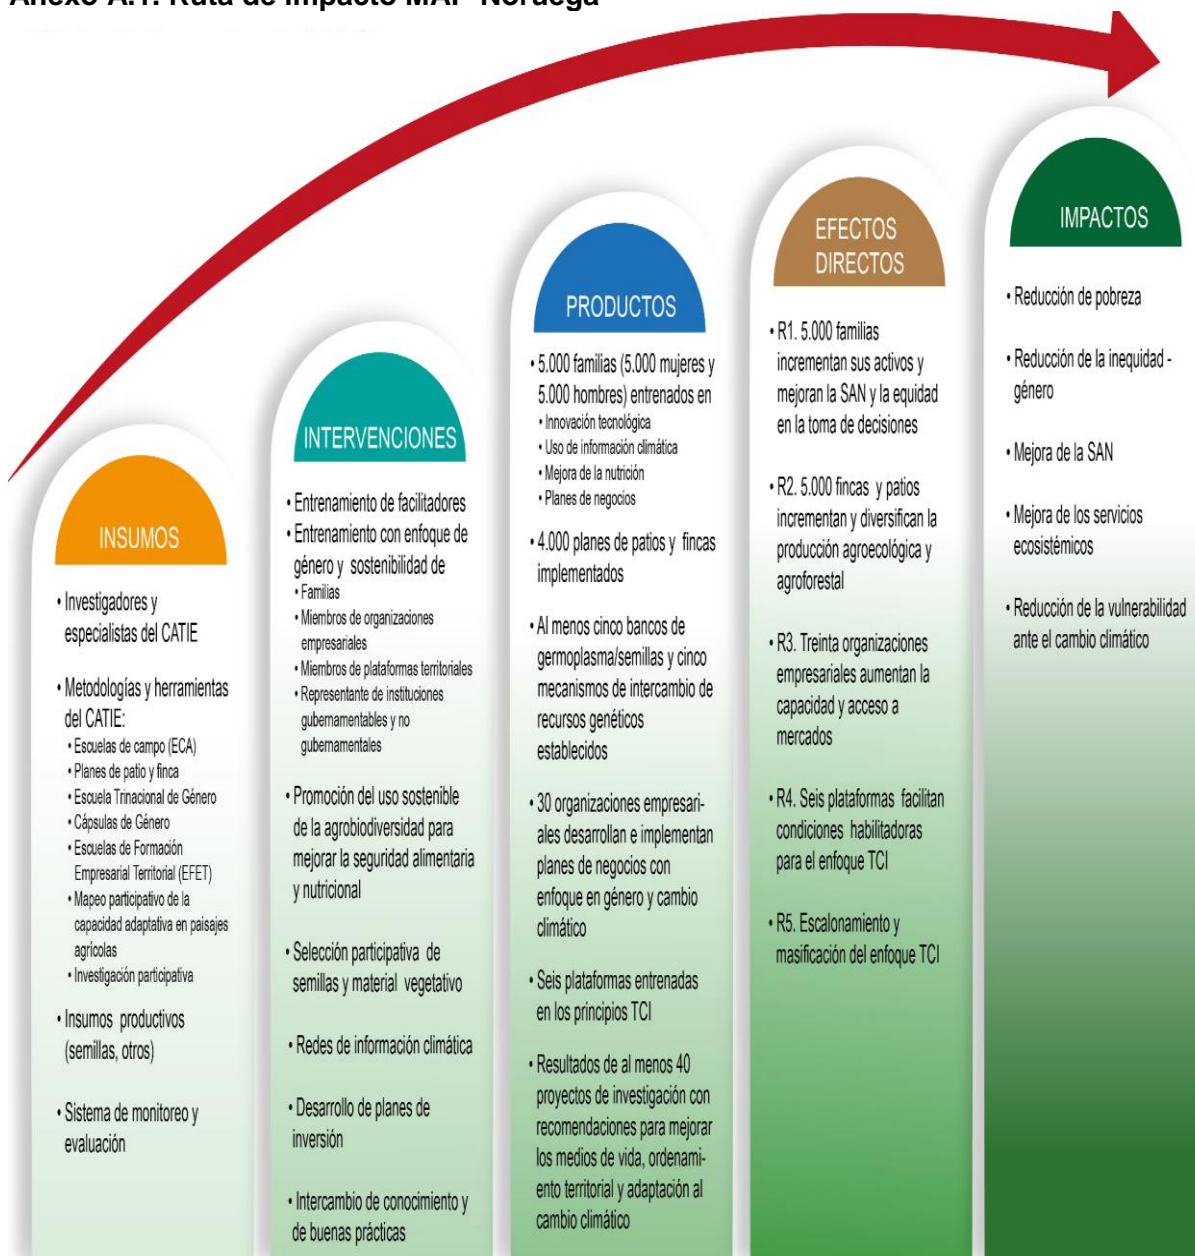 Anexo A.1. Ruta de impacto MAP Noruega
INSUMOS
• Investigadores y
especialistas del CATIE
• Metodologías y herramientas
del CATIE:
• Escuelas de campo (ECA)
• Planes de patio y finca
• Escuela Trinacional de Género
• Cápsulas de Género
• Escuelas de Formación
Empresarial Territorial (EFET)
• Mapeo participativo de la
capacidad adaptativa en paisajes
agrícolas
• Investigación participativa
• Insumos productivos
(semillas, otros)
• Sistema de monitoreo y
evaluación
INTERVENCIONES
• Entrenamiento de facilitadores
• Entrenamiento con enfoque de
género y sostenibilidad de
• Familias
• Miembros de organizaciones
empresariales
• Miembros de plataformas territoriales
• Representante de instituciones
gubernamentables y no
gubernamentales
• Promoción del uso sostenible
de la agrobiodiversidad para
mejorar la seguridad alimentaria
y nutricional
• Selección participativa de
semillas y material vegetativo
• Redes de información climática
• Desarrollo de planes de
inversión
• Intercambio de conocimiento y
de buenas prácticas
PRODUCTOS
• 5.000 familias (5.000 mujeres y
5.000 hombres) entrenados en
• Innovación tecnológica
• Uso de información climática
• Mejora de la nutrición
• Planes de negocios
• 4.000 planes de patios y fincas
implementados
• Al menos cinco bancos de
germoplasma/semillas y cinco
mecanismos de intercambio de
recursos genéticos
establecidos
• 30 organizaciones empresari-
ales desarrollan e implementan
planes de negocios con
enfoque en género y cambio
climático
• Seis plataformas entrenadas
en los principios TCI
• Resultados de al menos 40
proyectos de investigación con
recomendaciones para mejorar
los medios de vida, ordenami-
ento territorial y adaptación al
cambio climático
EFECTOS
DIRECTOS
• R1. 5.000 familias
incrementan sus activos y
mejoran la SAN y la equidad
en la toma de decisiones
• R2. 5.000 fincas y patios
incrementan y diversifican la
producción agroecológica y
agroforestal
• R3. Treinta organizaciones
empresariales aumentan la
capacidad y acceso a
mercados
• R4. Seis plataformas facilitan
condiciones habilitadoras
para el enfoque TCI
• R5. Escalonamiento y
masificación del enfoque TCI
IMPACTOS
• Reducción de pobreza
• Reducción de la inequidad -
género
• Mejora de la SAN
• Mejora de los servicios
ecosistémicos
• Reducción de la vulnerabilidad
ante el cambio climático